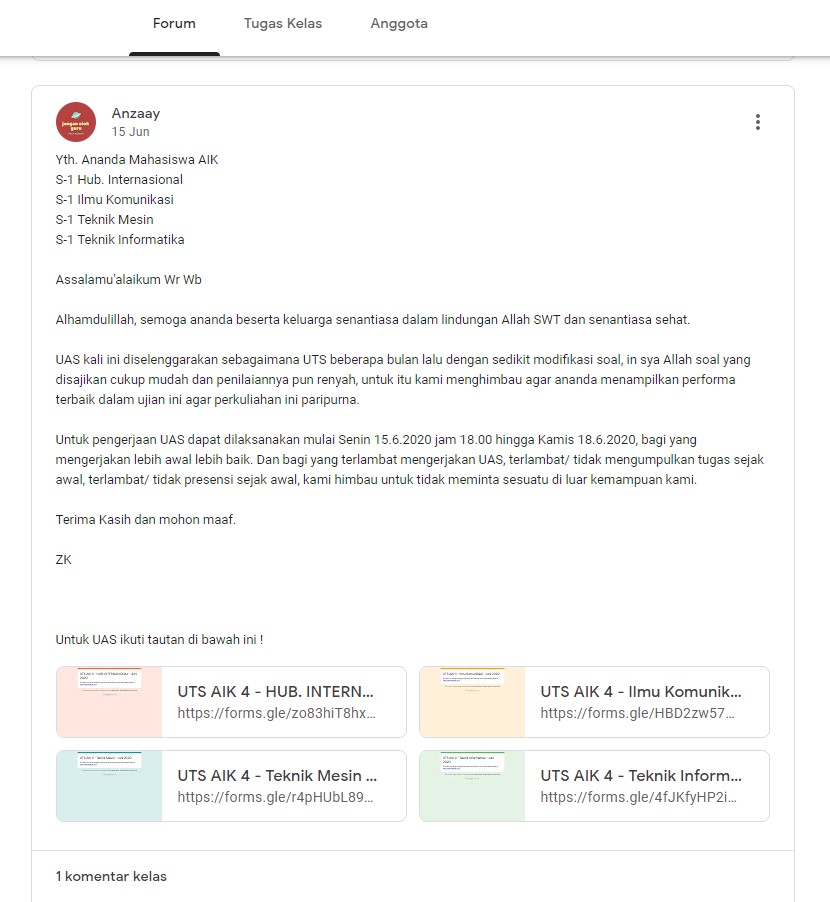 Forum
Tugas Kelas
Anggota
jangan oleh
guru
Anzaay
15 Jun
Yth. Ananda Mahasiswa AIK
S-1 Hub. Internasional
S-1 Ilmu Komunikasi
S-1 Teknik Mesin
S-1 Teknik Informatika
Assalamu'alaikum Wr Wb
Alhamdulillah, semoga ananda beserta keluarga senantiasa dalam lindungan Allah SWT dan senantiasa sehat.
UAS kali ini diselenggarakan sebagaimana UTS beberapa bulan lalu dengan sedikit modifikasi soal, in sya Allah soal yang
disajikan cukup mudah dan penilaiannya pun renyah, untuk itu kami menghimbau agar ananda menampilkan performa
terbaik dalam ujian ini agar perkuliahan ini paripurna.
Untuk pengerjaan UAS dapat dilaksanakan mulai Senin 15.6.2020 jam 18.00 hingga Kamis 18.6.2020, bagi yang
mengerjakan lebih awal lebih baik. Dan bagi yang terlambat mengerjakan UAS, terlambat/ tidak mengumpulkan tugas sejak
awal, terlambat/ tidak presensi sejak awal, kami himbau untuk tidak meminta sesuatu di luar kemampuan kami.
Terima Kasih dan mohon maaf.
ZK
Untuk UAS ikuti tautan di bawah ini !
UTS AIK 4 - HUB. INTERN...
https://forms.gle/zo83hiT8hx...
UTS AIK 4 - Ilmu Komunik...
https://forms.gle/HBD2zw57...
UTS AIK 4 - Teknik Mesin ...
https://forms.gle/r4pHUbL89...
UTS AIK 4 - Teknik Inform...
https://forms.gle/4fJKfyHP2i...
1 komentar kelas